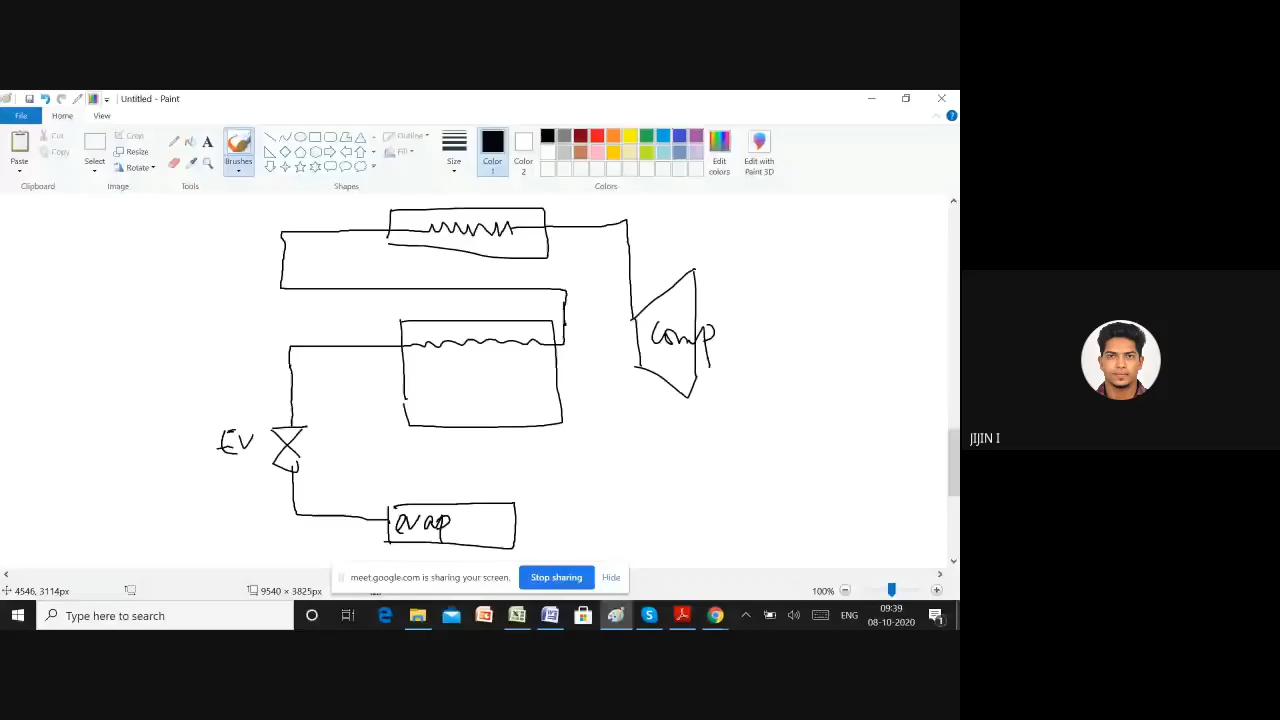 Untitled - Paint
File Home View
Cut
Copy
Paste
Clipboard
Select
Crop
Resize
Rotate
Image
Tools
Brushes
Outline
Fill
Shapes
Size
Color 1
Color 2
Edit colors
Edit with Paint 3D
Colors
comp
EV
evap
JIJIN I
meet.google.com is sharing your screen. Stop sharing Hide
4546, 3114px 9540 × 3825px 100%
Type here to search
ENG
09:39
08-10-2020